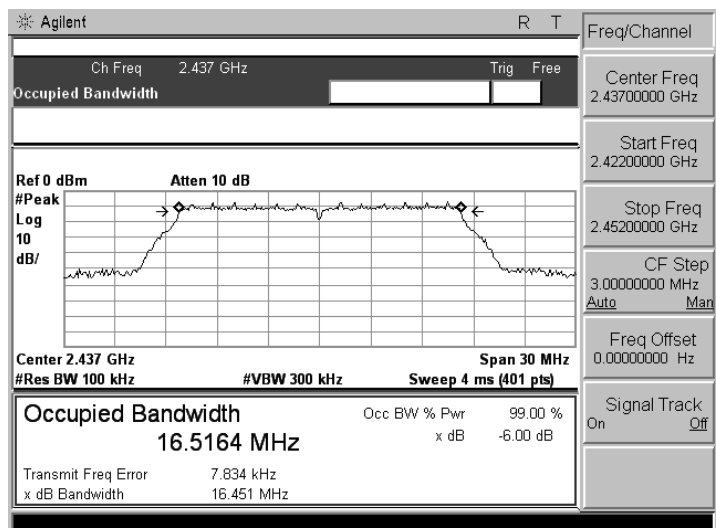 Agilent R T
Ch Freq 2.437 GHz Trig Free
Occupied Bandwidth
Ref 0 dBm Atten 10 dB
#Peak
Log
10
dB/
Center 2.437 GHz Span 30 MHz
#Res BW 100 kHz #VBW 300 kHz Sweep 4 ms (401 pts)
Occupied Bandwidth Occ BW % Pwr 99.00 %
16.5164 MHz x dB -6.00 dB
Transmit Freq Error 7.834 kHz
x dB Bandwidth 16.451 MHz
Freq/Channel
Center Freq
2.43700000 GHz
Start Freq
2.42200000 GHz
Stop Freq
2.45200000 GHz
CF Step
3.00000000 MHz
Auto Man
Freq Offset
0.00000000 Hz
Signal Track
On Off